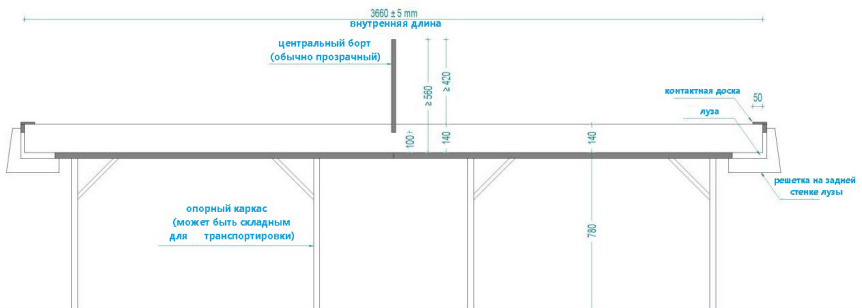 3660 ± 5 mm
внутренняя длина
центральный борт
(обычно прозрачный)
≥ 560
≥ 420
контактная доска
50
луза
100
140
140
решетка на задней
стенке лузы
опорный каркас
(может быть складным
для транспортировки)
780